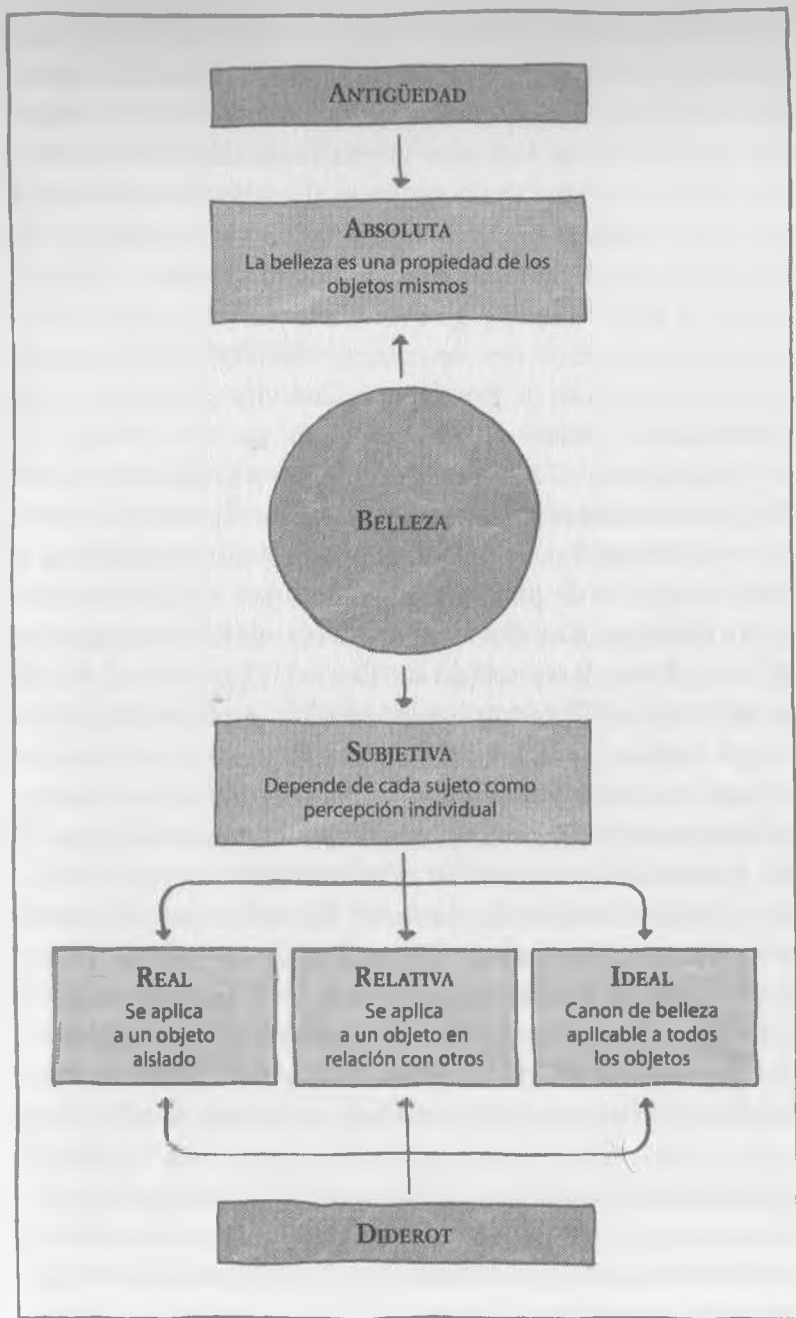 ANTIGÜEDAD
ABSOLUTA
La belleza es una propiedad de los
objetos mismos
BELLEZA
SUBJETIVA
Depende de cada sujeto como
percepción individual
REAL
Se aplica
a un objeto
aislado
RELATIVA
Se aplica
a un objeto en
relación con otros
IDEAL
Canon de belleza
aplicable a todos
los objetos
DIDEROT